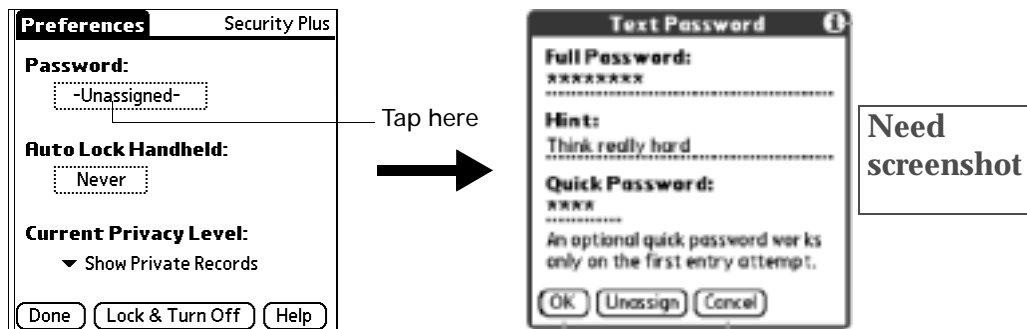 Preferences Security Plus
Password:
-Unassigned-
Auto Lock Handheld:
Never
Current Privacy Level:
Show Private Records
Done Lock & Turn Off Help
Tap here
Text Password i
Full Password:
********
Hint:
Think really hard
Quick Password:
****
An optional quick password works
only on the first entry attempt.
OK Unassign Cancel
Need
screenshot